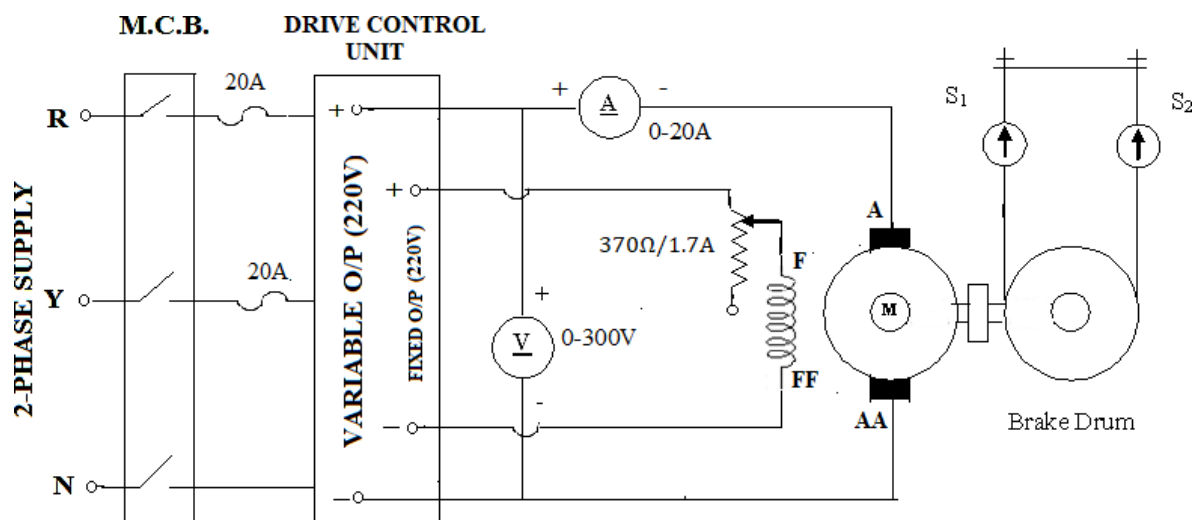 M.C.B.
DRIVE CONTROL
UNIT
20A
R
+
+
A
-
0-20A
S₁
S₂
2-PHASE SUPPLY
VARIABLE O/P (220V)
FIXED O/P (220V)
+
A
370Ω/1.7A
F
20A
Y
+
V
0-300V
M
FF
-
AA
Brake Drum
N